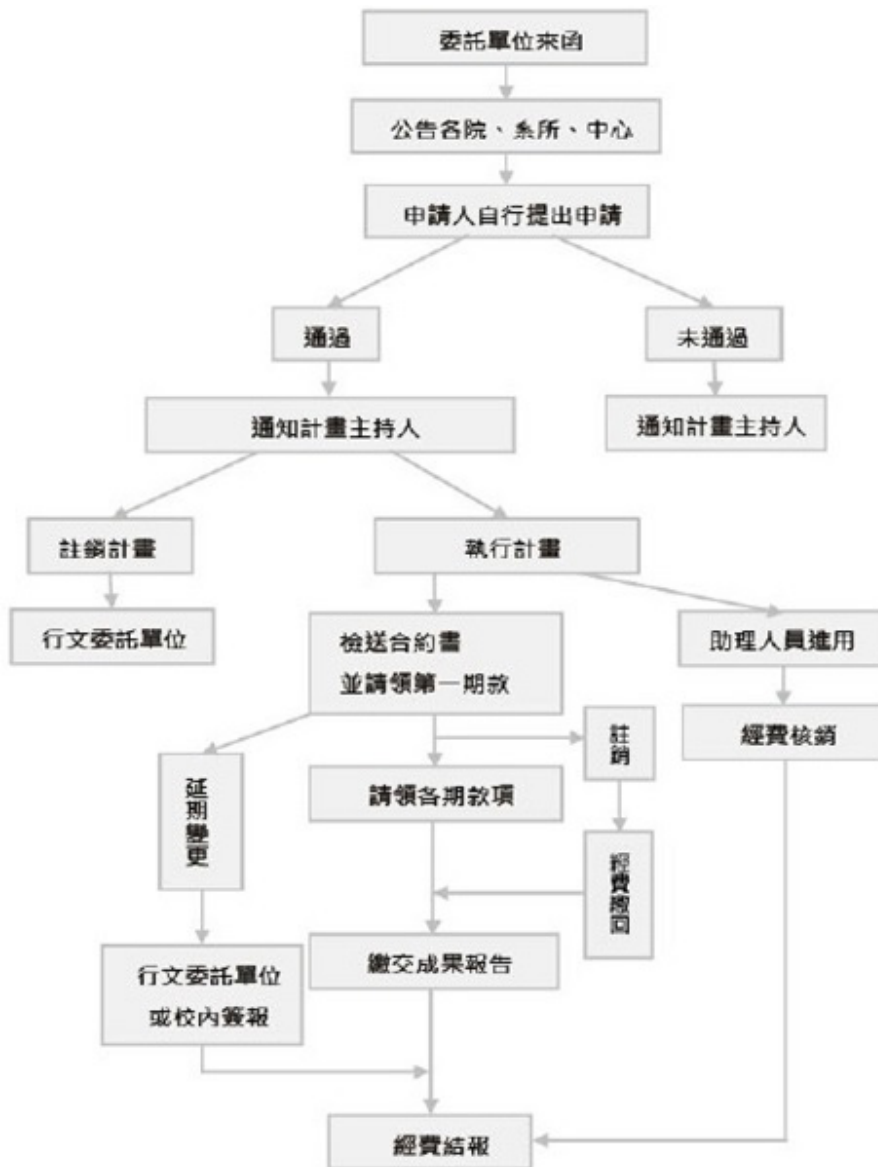 委託單位來函
公告各院、系所、中心
申請人自行提出申請
通過
未通過
通知計畫主持人
通知計畫主持人
註銷計畫
執行計畫
行文委託單位
檢送合約書
並請領第一期款
助理人員進用
延期變更
請領各期款項
註銷
經費核銷
經費繳回
行文委託單位
或校內簽報
繳交成果報告
經費結報